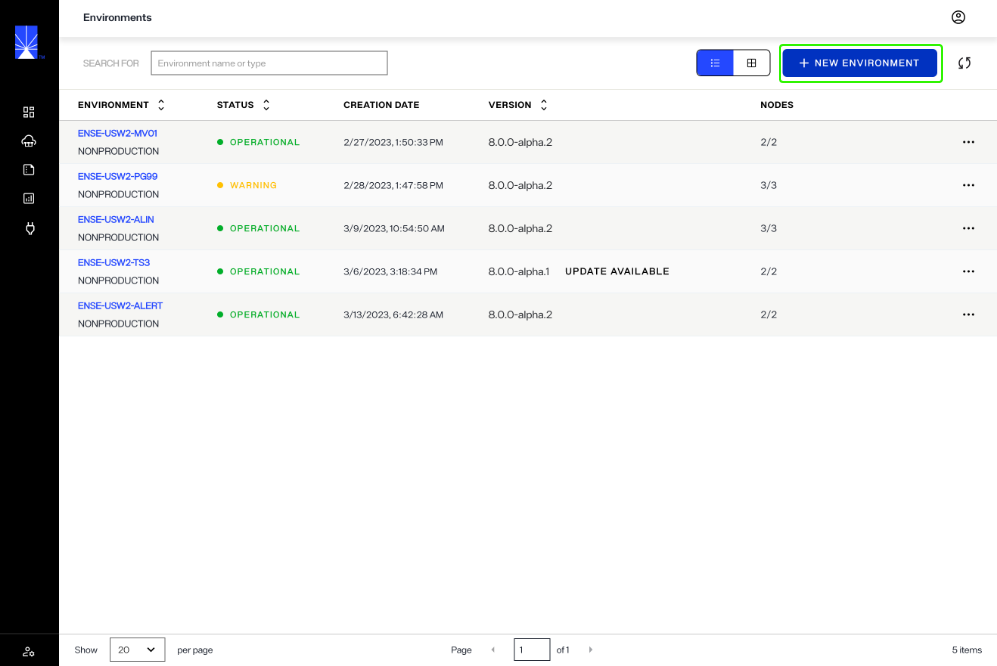 Environments
SEARCH FOR Environment name or type + NEW ENVIRONMENT
ENVIRONMENT STATUS CREATION DATE VERSION NODES
ENSE-USW2-MV01
NONPRODUCTION OPERATIONAL 2/27/2023, 1:50:33 PM 8.0.0-alpha.2 2/2 ...
ENSE-USW2-PG99
NONPRODUCTION WARNING 2/28/2023, 1:47:58 PM 8.0.0-alpha.2 3/3 ...
ENSE-USW2-ALIN
NONPRODUCTION OPERATIONAL 3/9/2023, 10:54:50 AM 8.0.0-alpha.2 3/3 ...
ENSE-USW2-TS3
NONPRODUCTION OPERATIONAL 3/6/2023, 3:18:34 PM 8.0.0-alpha.1 UPDATE AVAILABLE 2/2 ...
ENSE-USW2-ALERT
NONPRODUCTION OPERATIONAL 3/13/2023, 6:42:28 AM 8.0.0-alpha.2 2/2 ...
Show 20 per page Page 1 of 1 5 items